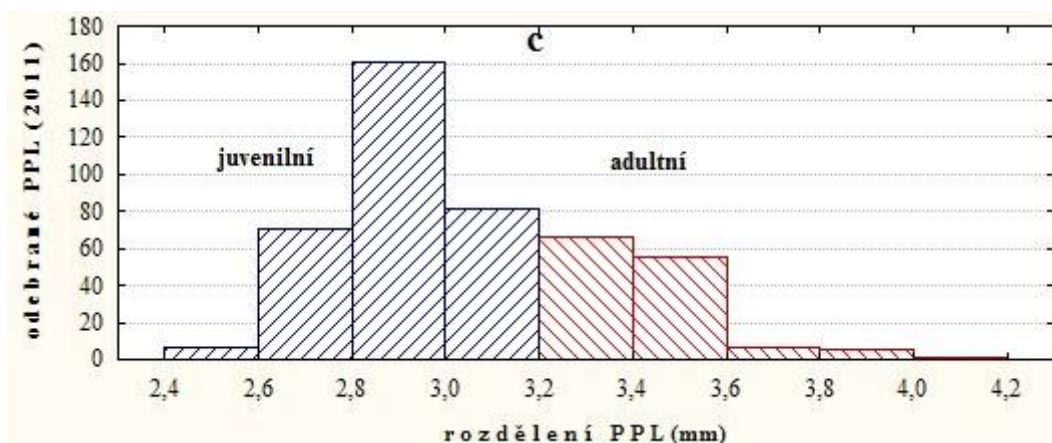 odebrané PPL (2011)
180
160
140
120
100
80
60
40
20
0
c
juvenilní
adultní
2,4 2,6 2,8 3,0 3,2 3,4 3,6 3,8 4,0 4,2
rozdělení PPL (mm)